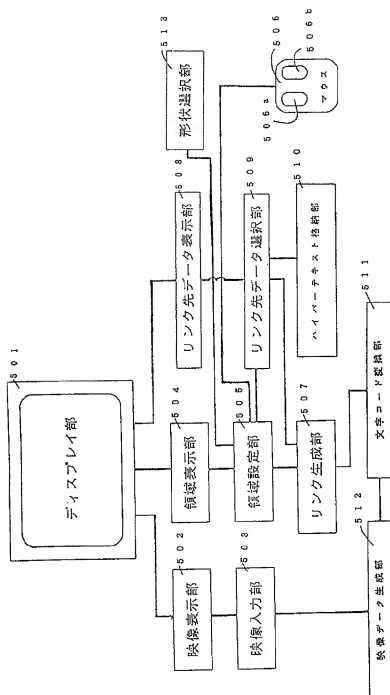 501
ディスプレイ部
502
映像表示部
503
映像入力部
504
領域表示部
505
領域設定部
507
リンク生成部
508
リンク先データ表示部
509
リンク先データ選択部
510
ハイパーテキスト格納部
513
形状選択部
506
506a
506b
マウス
511
文字コード変換部
512
映像データ生成部